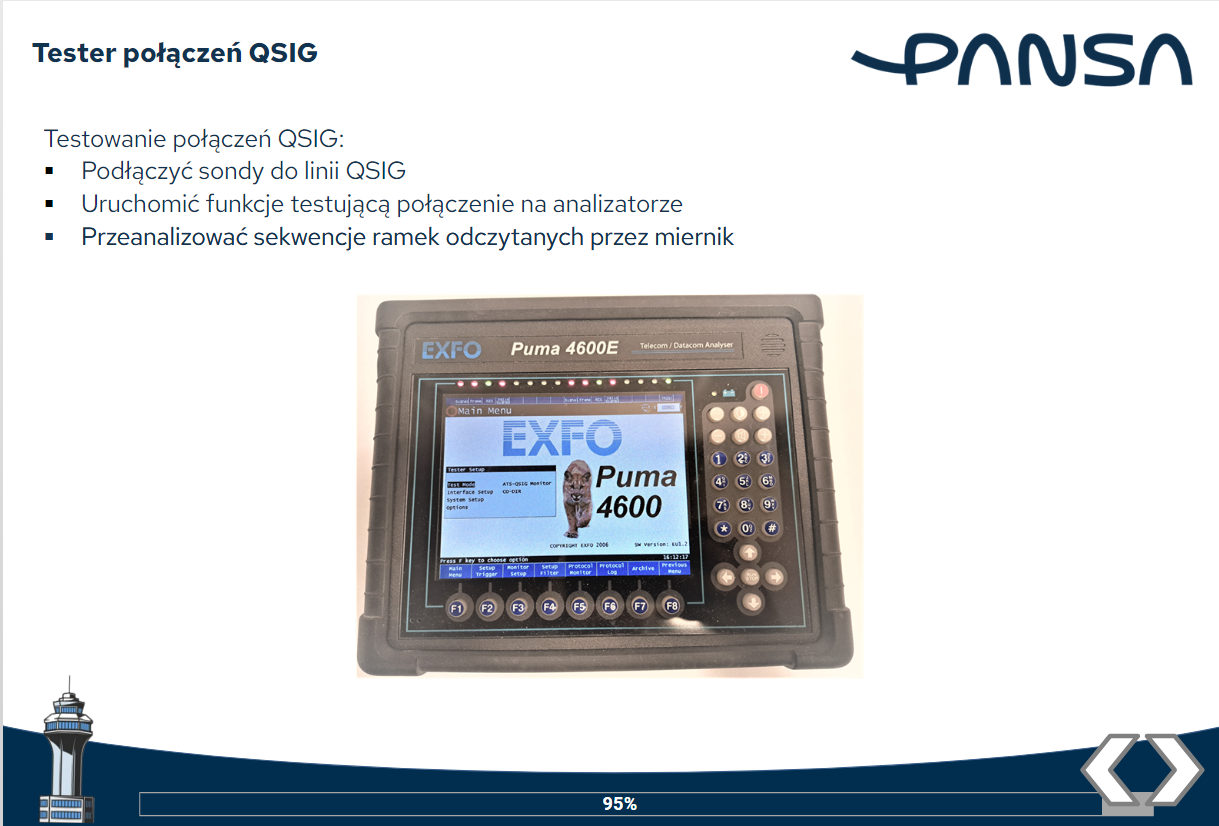 Tester połączeń QSIG
PANSA
Testowanie połączeń QSIG:
▪ Podłączyć sondy do linii QSIG
▪ Uruchomić funkcje testującą połączenie na analizatorze
▪ Przeanalizować sekwencje ramek odczytanych przez miernik
EXFO Puma 4600E Telecom / Datacom Analyser
Main Menu
EXFO
Tester Setup
Test Mode ATS-QSIG Monitor
Interface Setup CO-DIR
System Setup
Options
Puma
4600
COPYRIGHT EXFO 2006 SW Version:
Press F key to choose option 16:12:17
Main Menu Setup Trigger Monitor Setup Setup Filter Protocol Monitor Protocol Log Archive Previous Menu
F1 F2 F3 F4 F5 F6 F7 F8
1 2 3
4 5 6
7 8 9
* 0 #
95%